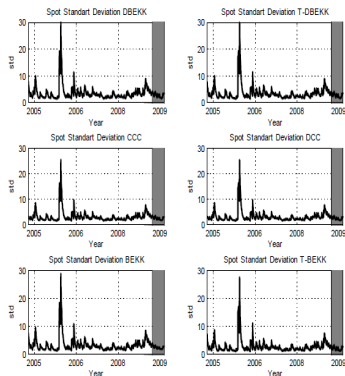 Spot Standart Deviation DBEKK
Spot Standart Deviation T-DBEKK
30
20
10
0
std
2005 2006 2008 2009
Year
30
20
10
0
std
2005 2006 2008 2009
Year
Spot Standart Deviation CCC
Spot Standart Deviation DCC
30
20
10
0
std
2005 2006 2008 2009
Year
30
20
10
0
std
2005 2006 2008 2009
Year
Spot Standart Deviation BEKK
Spot Standart Deviation T-BEKK
30
20
10
0
std
2005 2006 2008 2009
Year
30
20
10
0
std
2005 2006 2008 2009
Year